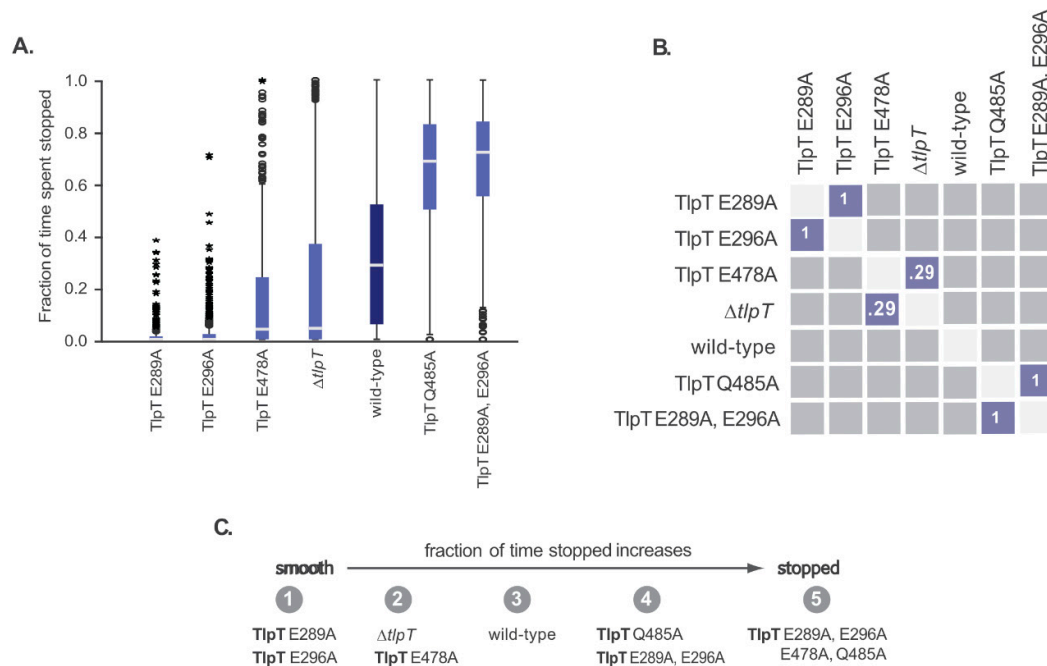 A.
Fraction of time spent stopped
1.0
0.8
0.6
0.4
0.2
0.0
TlpT E289A
TlpT E296A
TlpT E478A
ΔtlpT
wild-type
TlpT Q485A
TlpT E289A, E296A
B.
TlpT E289A
TlpT E296A
TlpT E478A
ΔtlpT
wild-type
TlpT Q485A
TlpT E289A, E296A
TlpT E289A 1
TlpT E296A 1
TlpT E478A .29
ΔtlpT .29
wild-type
TlpT Q485A 1
TlpT E289A, E296A 1
C.
fraction of time stopped increases
smooth stopped
1 2 3 4 5
TlpT E289A ΔtlpT wild-type TlpT Q485A TlpT E289A, E296A
TlpT E296A TlpT E478A TlpT E289A, E296A E478A, Q485A